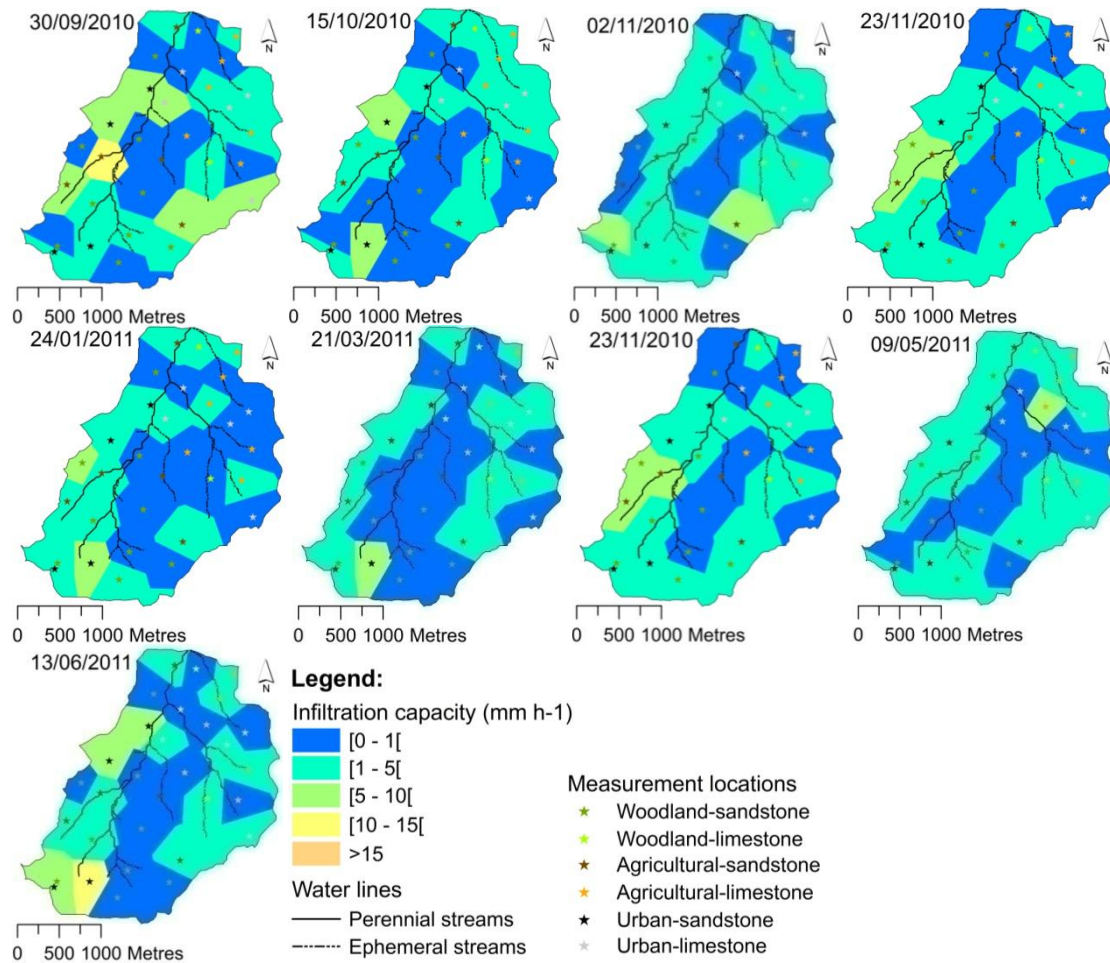 30/09/2010
N
0 500 1000 Metres
15/10/2010
N
0 500 1000 Metres
02/11/2010
N
0 500 1000 Metres
23/11/2010
N
0 500 1000 Metres
24/01/2011
N
0 500 1000 Metres
21/03/2011
N
0 500 1000 Metres
23/11/2010
N
0 500 1000 Metres
09/05/2011
N
0 500 1000 Metres
13/06/2011
N
0 500 1000 Metres
Legend:
Infiltration capacity (mm h-1)
[0 - 1[
[1 - 5[
[5 - 10[
[10 - 15[
>15
Water lines
Perennial streams
Ephemeral streams
Measurement locations
Woodland-sandstone
Woodland-limestone
Agricultural-sandstone
Agricultural-limestone
Urban-sandstone
Urban-limestone